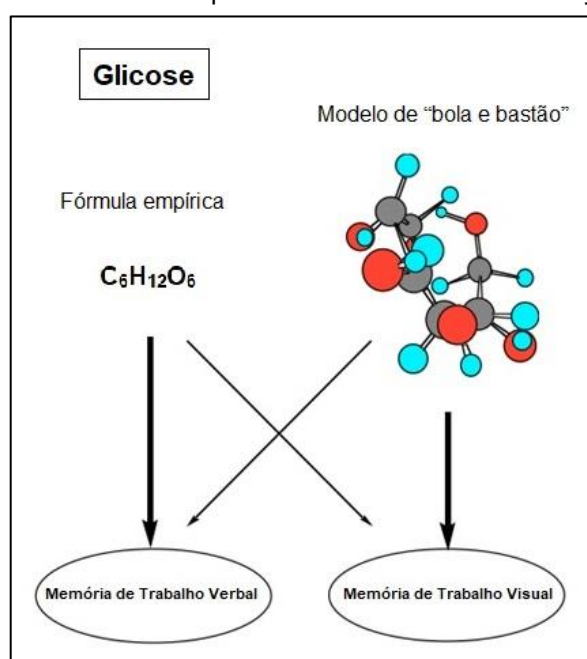 Glicose
Modelo de “bola e bastão”
Fórmula empírica
C₆H₁₂O₆
Memória de Trabalho Verbal
Memória de Trabalho Visual